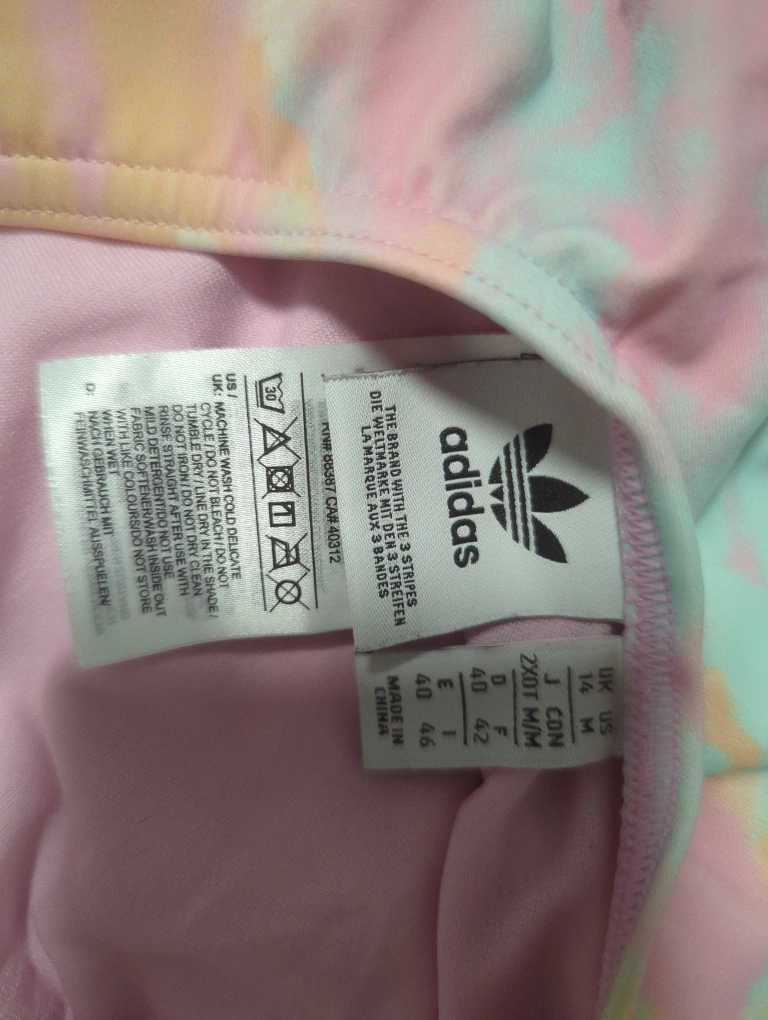 adidas
THE BRAND WITH THE 3 STRIPES
DIE WELTMARKE MIT DEN 3 STREIFEN
LA MARQUE AUX 3 BANDES
UK US
14 M
J CDN
2XOT M/M
D F
40 42
E I
40 46
MADE IN
CHINA
RN# 88387 CA# 40312
30
US /
UK: MACHINE WASH COLD DELICATE
CYCLE / DO NOT BLEACH / DO NOT
TUMBLE DRY / LINE DRY IN THE SHADE /
DO NOT IRON / DO NOT DRY CLEAN
RINSE STRAIGHT AFTER USE WITH
MILD DETERGENT/DO NOT USE
FABRIC SOFTENER/WASH INSIDE OUT
WITH LIKE COLOURS/DO NOT STORE
WHEN WET
D: NACH GEBRAUCH MIT
FEINWASCHMITTEL AUSSPUELEN/